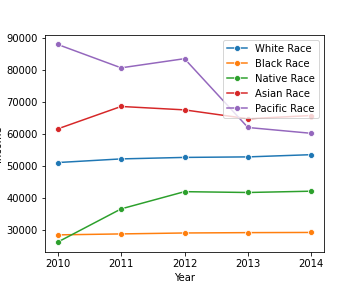 90000
80000
70000
60000
50000
40000
30000
2010
2011
2012
2013
2014
Year
White Race
Black Race
Native Race
Asian Race
Pacific Race